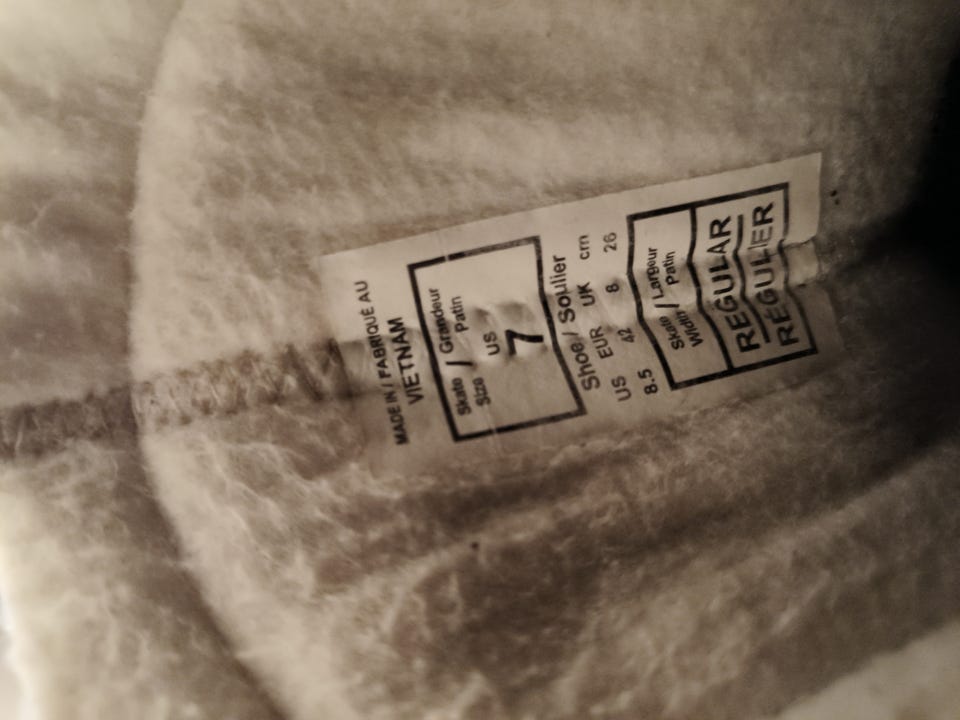 MADE IN / FABRIQUÉ AU
VIETNAM
Skate / Grandeur
Size Patin
US
7
Shoe / Soulier
US EUR UK cm
8.5 42 8 26
Skate / Largeur
Width Patin
REGULAR
RÉGULIER